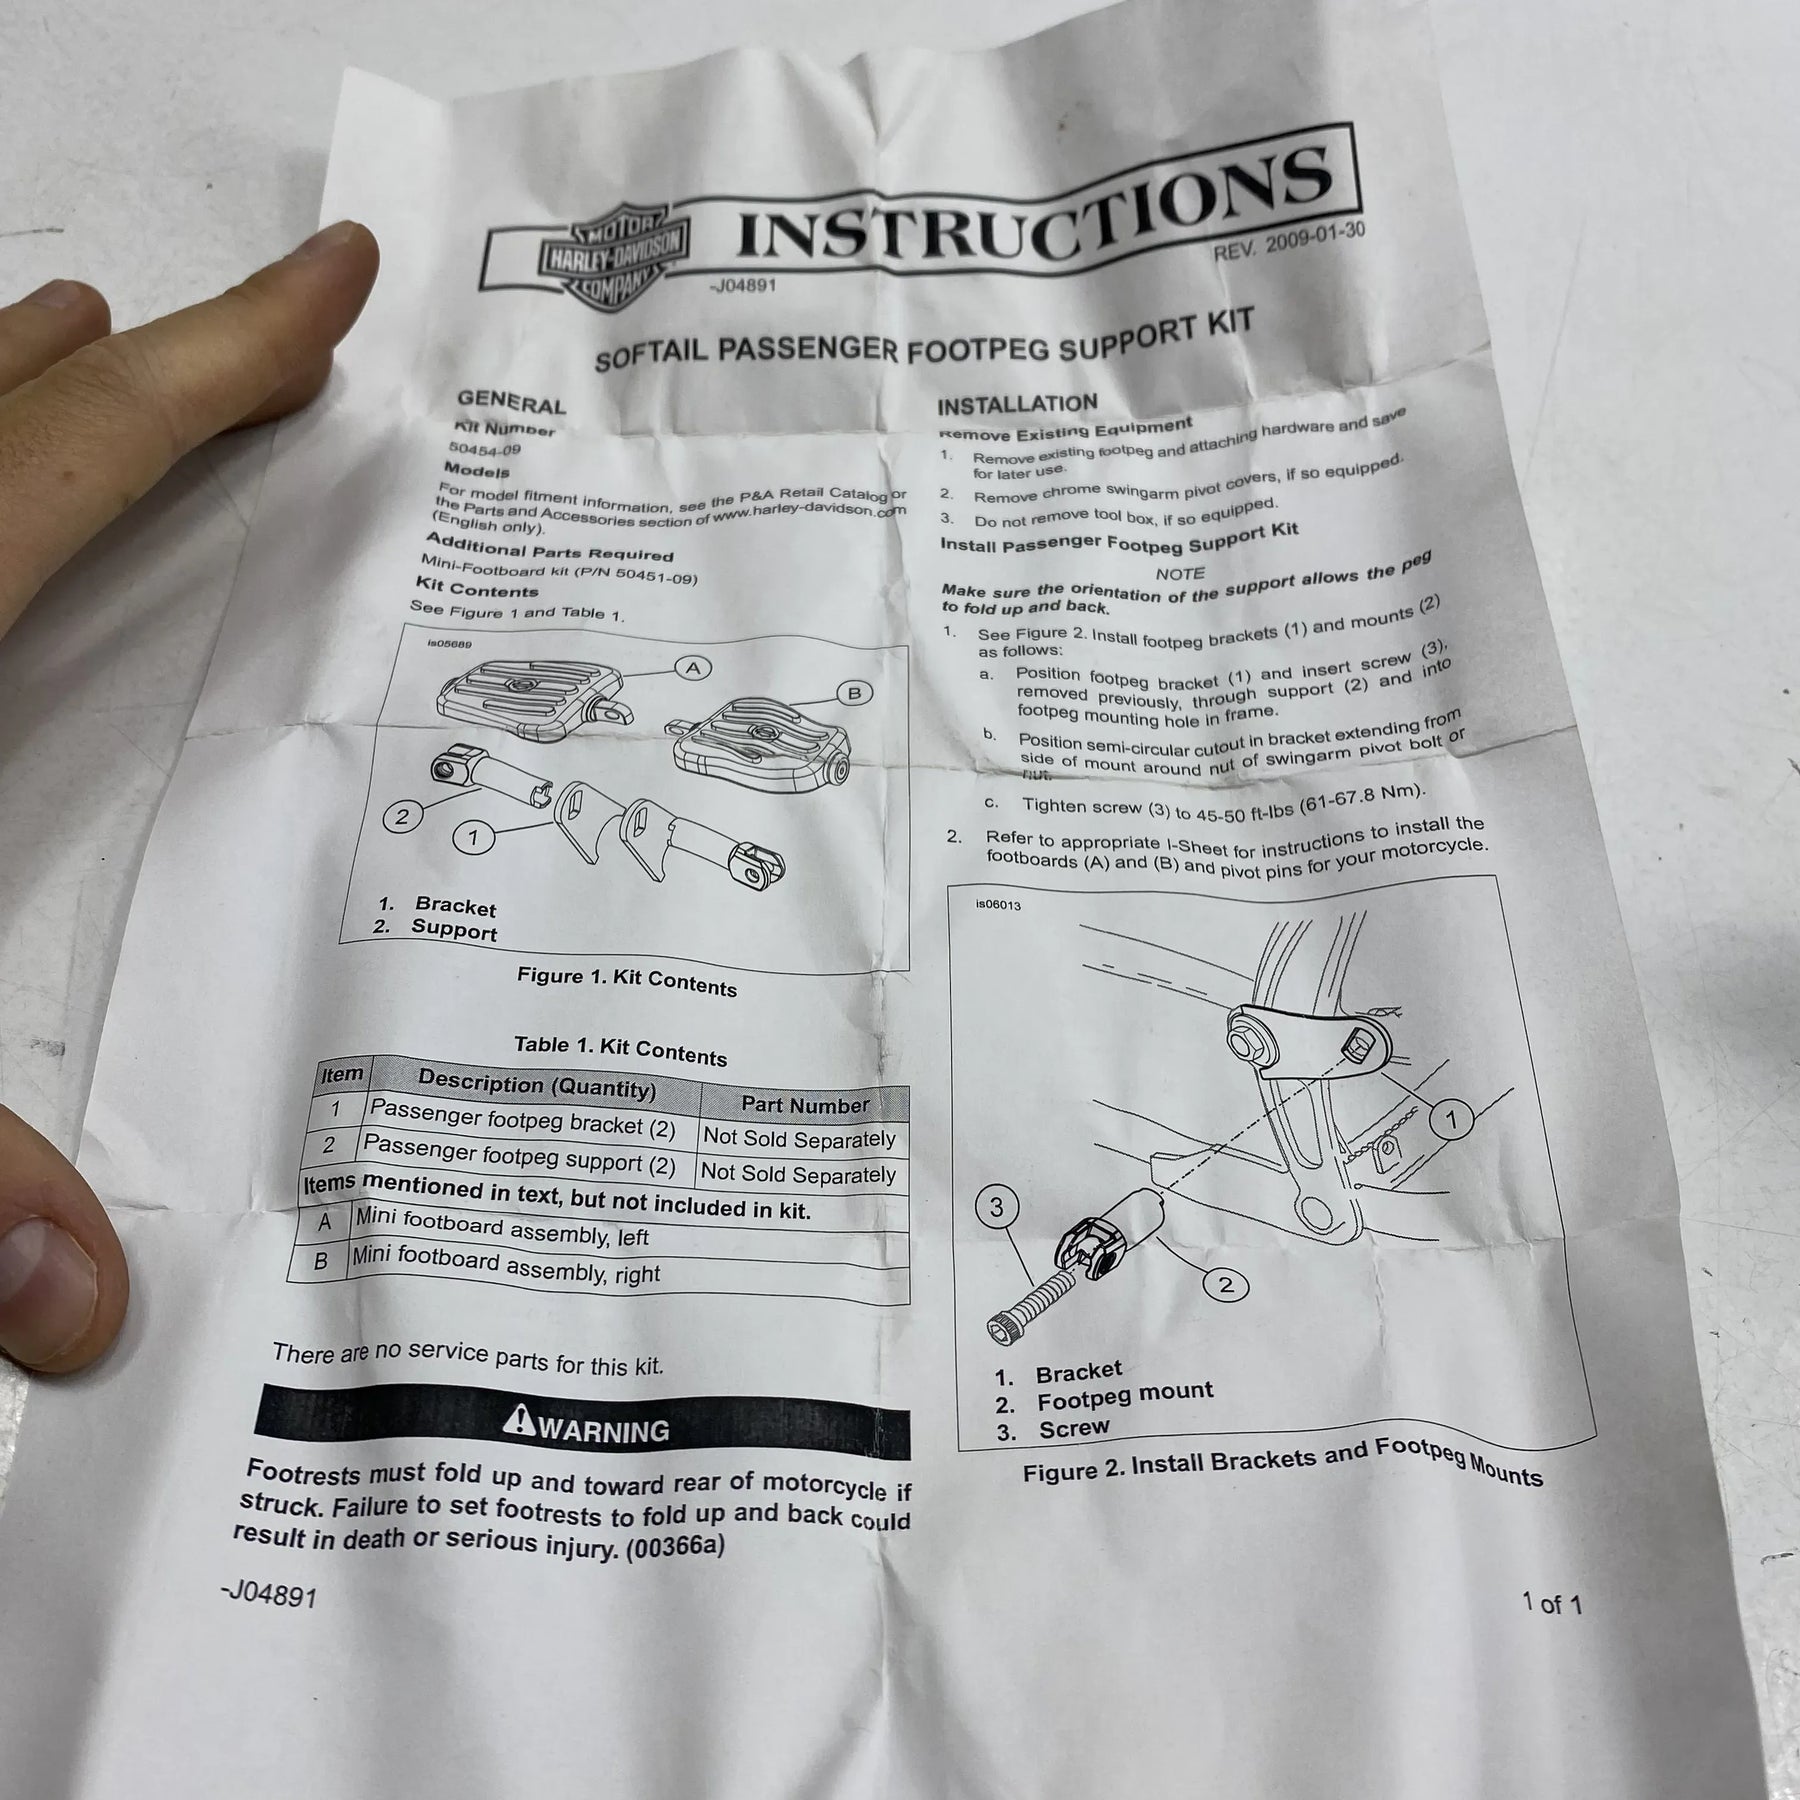 MOTOR
HARLEY-DAVIDSON
COMPANY
INSTRUCTIONS
-J04891
REV. 2009-01-30
SOFTAIL PASSENGER FOOTPEG SUPPORT KIT
GENERAL
Kit Number
50454-09
Models
For model fitment information, see the P&A Retail Catalog or
the Parts and Accessories section of www.harley-davidson.com
(English only).
Additional Parts Required
Mini-Footboard kit (P/N 50451-09)
Kit Contents
See Figure 1 and Table 1.
is05689
A
B
2
1
1. Bracket
2. Support
Figure 1. Kit Contents
Table 1. Kit Contents
Item Description (Quantity) Part Number
1 Passenger footpeg bracket (2) Not Sold Separately
2 Passenger footpeg support (2) Not Sold Separately
Items mentioned in text, but not included in kit.
A Mini footboard assembly, left
B Mini footboard assembly, right
There are no service parts for this kit.
WARNING
Footrests must fold up and toward rear of motorcycle if
struck. Failure to set footrests to fold up and back could
result in death or serious injury. (00366a)
INSTALLATION
Remove Existing Equipment
1. Remove existing footpeg and attaching hardware and save
for later use.
2. Remove chrome swingarm pivot covers, if so equipped.
3. Do not remove tool box, if so equipped.
Install Passenger Footpeg Support Kit
NOTE
Make sure the orientation of the support allows the peg
to fold up and back.
1. See Figure 2. Install footpeg brackets (1) and mounts (2)
as follows:
a. Position footpeg bracket (1) and insert screw (3),
removed previously, through support (2) and into
footpeg mounting hole in frame.
b. Position semi-circular cutout in bracket extending from
side of mount around nut of swingarm pivot bolt or
nut.
c. Tighten screw (3) to 45-50 ft-lbs (61-67.8 Nm).
2. Refer to appropriate I-Sheet for instructions to install the
footboards (A) and (B) and pivot pins for your motorcycle.
is06013
1
3
2
1. Bracket
2. Footpeg mount
3. Screw
Figure 2. Install Brackets and Footpeg Mounts
-J04891
1 of 1